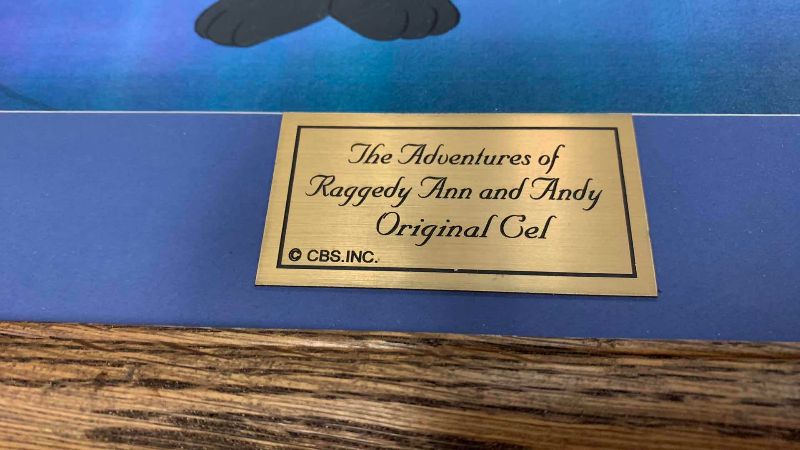 The Adventures of
Raggedy Ann and Andy
Original Cel
© CBS.INC.